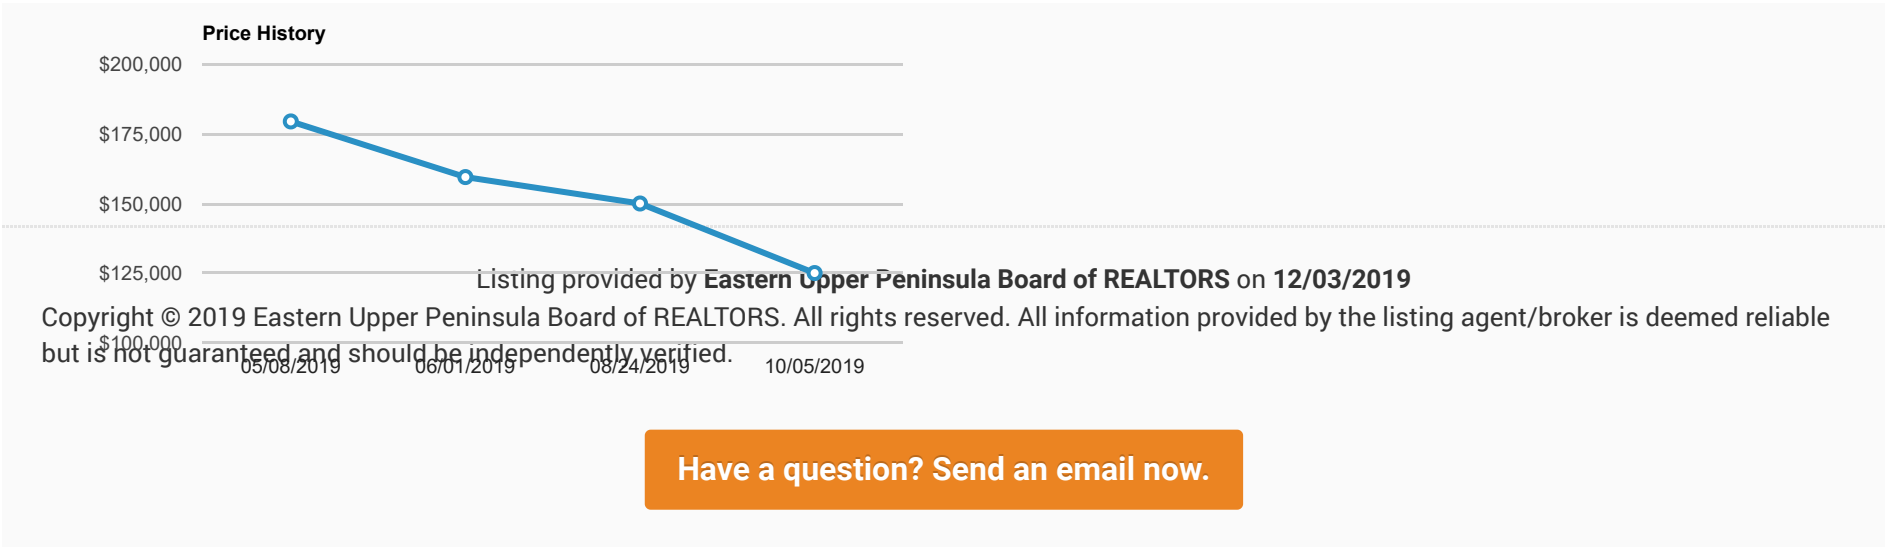 Price History
$200,000
$175,000
$150,000
$125,000
Listing provided by Eastern Upper Peninsula Board of REALTORS on 12/03/2019
Copyright © 2019 Eastern Upper Peninsula Board of REALTORS. All rights reserved. All information provided by the listing agent/broker is deemed reliable
$100,000
but is not guaranteed and should be independently verified.
05/08/2019 06/01/2019 08/24/2019 10/05/2019
Have a question? Send an email now.